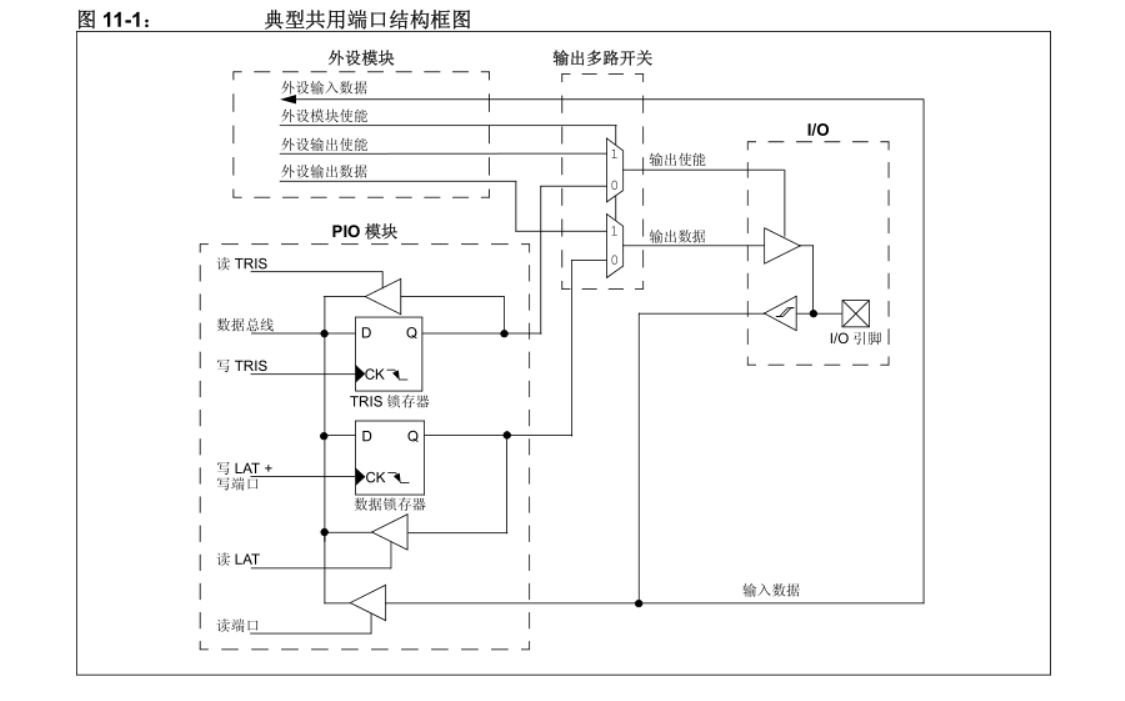 图 11-1： 典型共用端口结构框图
外设模块
输出多路开关
外设输入数据
外设模块使能
I/O
外设输出使能
1
输出使能
外设输出数据
0
PIO 模块
1
输出数据
读 TRIS
0
数据总线
D Q
I/O 引脚
写 TRIS
CK
TRIS 锁存器
D Q
写 LAT +
写端口
CK
数据锁存器
读 LAT
输入数据
读端口